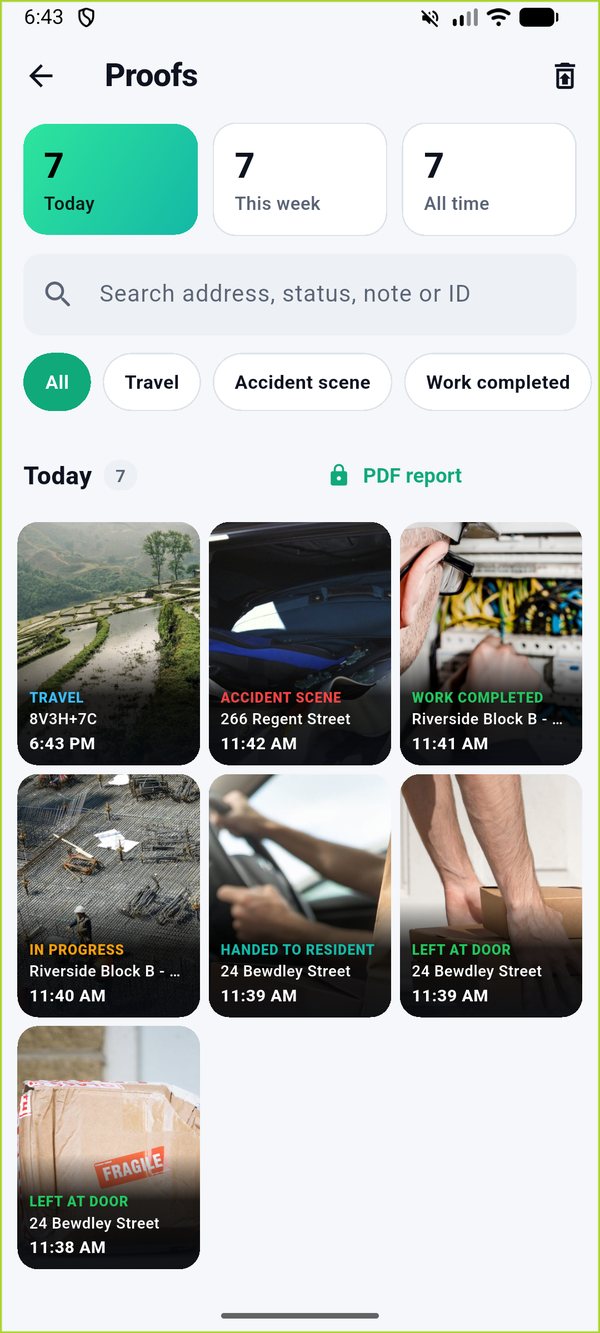 6:43
Proofs
7
Today
7
This week
7
All time
Search address, status, note or ID
All
Travel
Accident scene
Work completed
Today 7
PDF report
TRAVEL
8V3H+7C
6:43 PM
ACCIDENT SCENE
266 Regent Street
11:42 AM
WORK COMPLETED
Riverside Block B - ...
11:41 AM
IN PROGRESS
Riverside Block B - ...
11:40 AM
HANDED TO RESIDENT
24 Bewdley Street
11:39 AM
LEFT AT DOOR
24 Bewdley Street
11:39 AM
FRAGILE
LEFT AT DOOR
24 Bewdley Street
11:38 AM